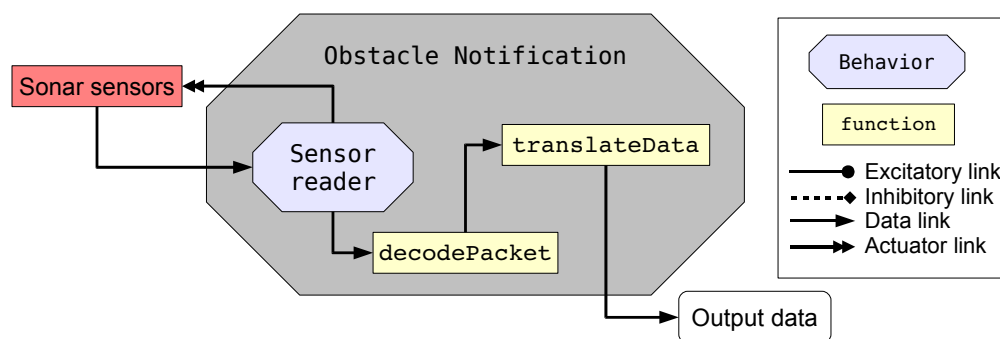 Obstacle Notification
Sonar sensors
Sensor
reader
translateData
decodePacket
Output data
Behavior
function
Excitatory link
Inhibitory link
Data link
Actuator link